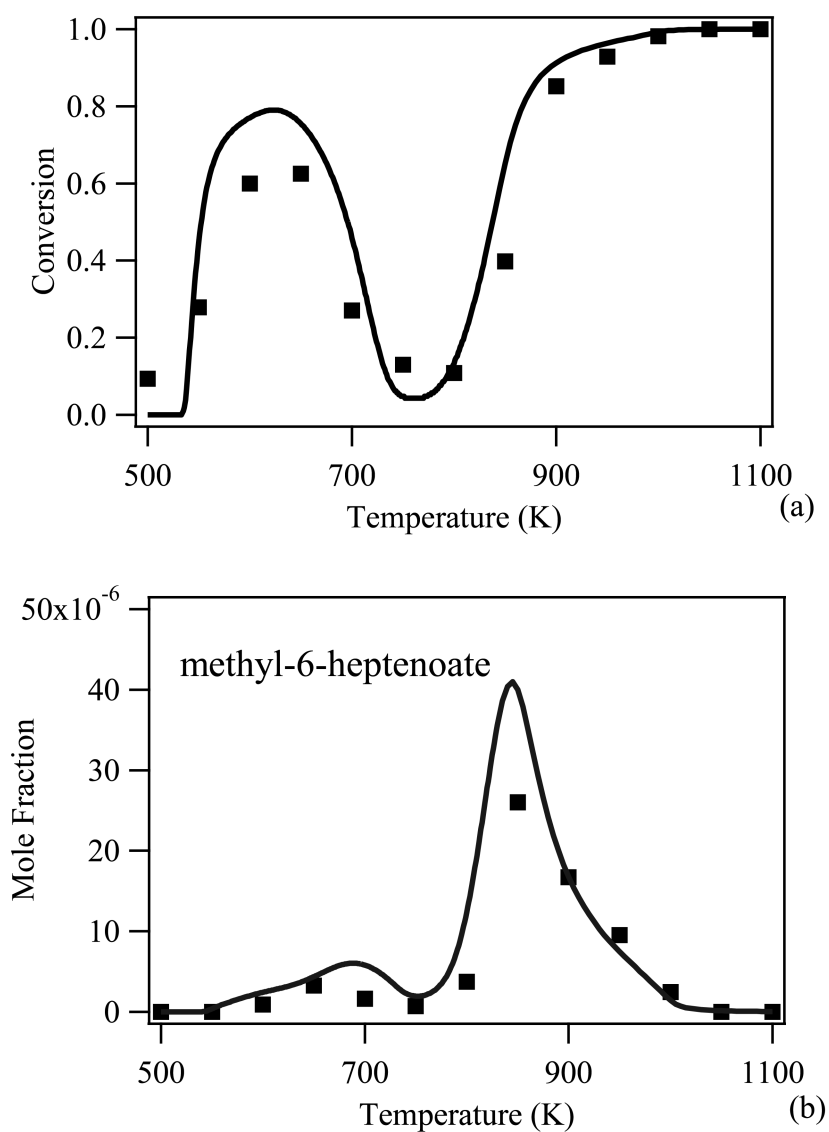 1.0
0.8
0.6
0.4
0.2
0.0
Conversion
500 700 900 1100
Temperature (K)
(a)
50x10⁻⁶
40
30
20
10
0
methyl-6-heptenoate
Mole Fraction
500 700 900 1100
Temperature (K)
(b)